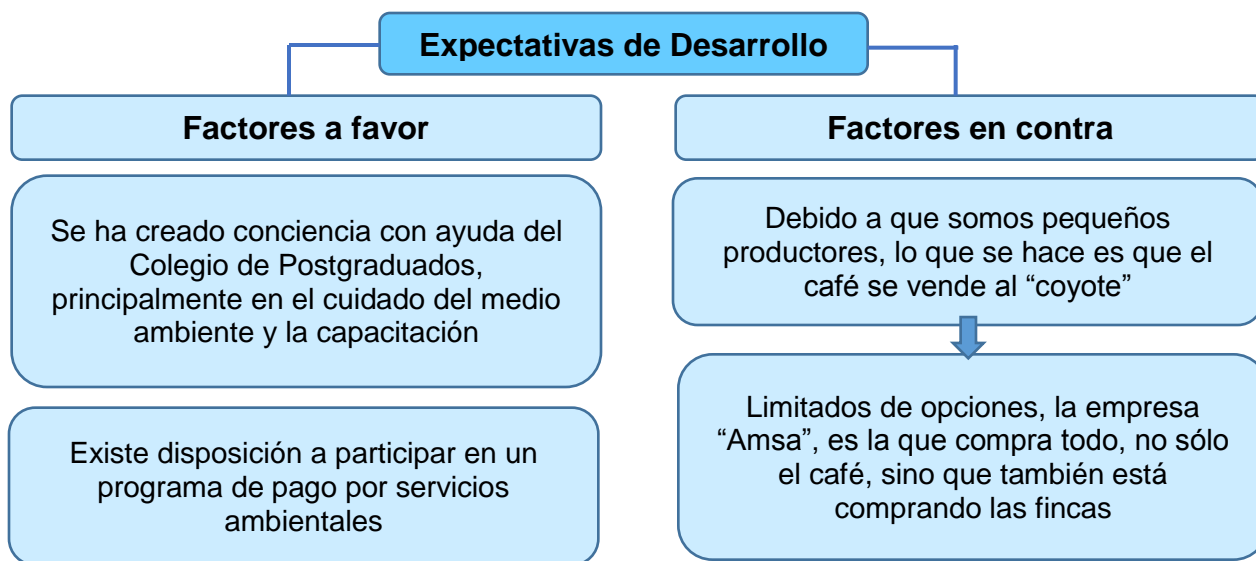 Expectativas de Desarrollo
Factores a favor
Se ha creado conciencia con ayuda del
Colegio de Postgraduados,
principalmente en el cuidado del medio
ambiente y la capacitación
Existe disposición a participar en un
programa de pago por servicios
ambientales
Factores en contra
Debido a que somos pequeños
productores, lo que se hace es que el
café se vende al “coyote”
Limitados de opciones, la empresa
“Amsa”, es la que compra todo, no sólo
el café, sino que también está
comprando las fincas